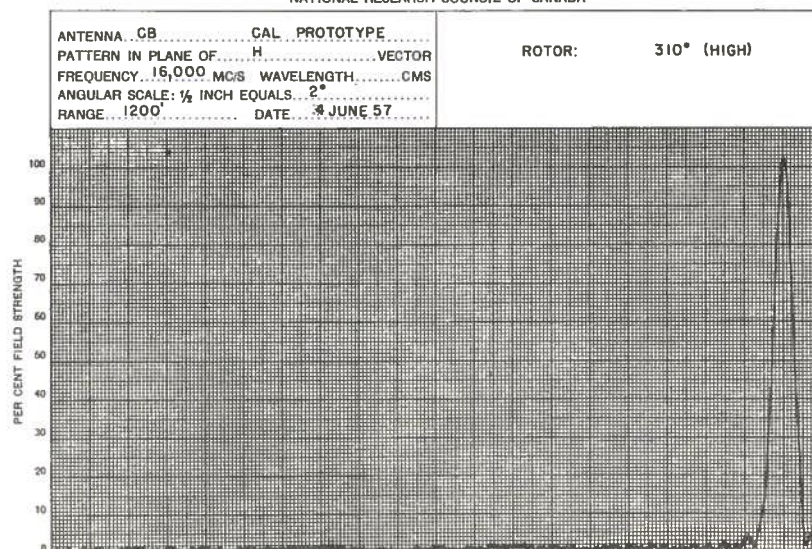 NATIONAL RESEARCH COUNCIL OF CANADA
ANTENNA CB CAL PROTOTYPE
PATTERN IN PLANE OF H VECTOR
FREQUENCY 16,000 MC/S WAVELENGTH CMS
ANGULAR SCALE: ½ INCH EQUALS 2°
RANGE 1200' DATE 4 JUNE 57
ROTOR: 310° (HIGH)
PER CENT FIELD STRENGTH
100
90
80
70
60
50
40
30
20
10
0